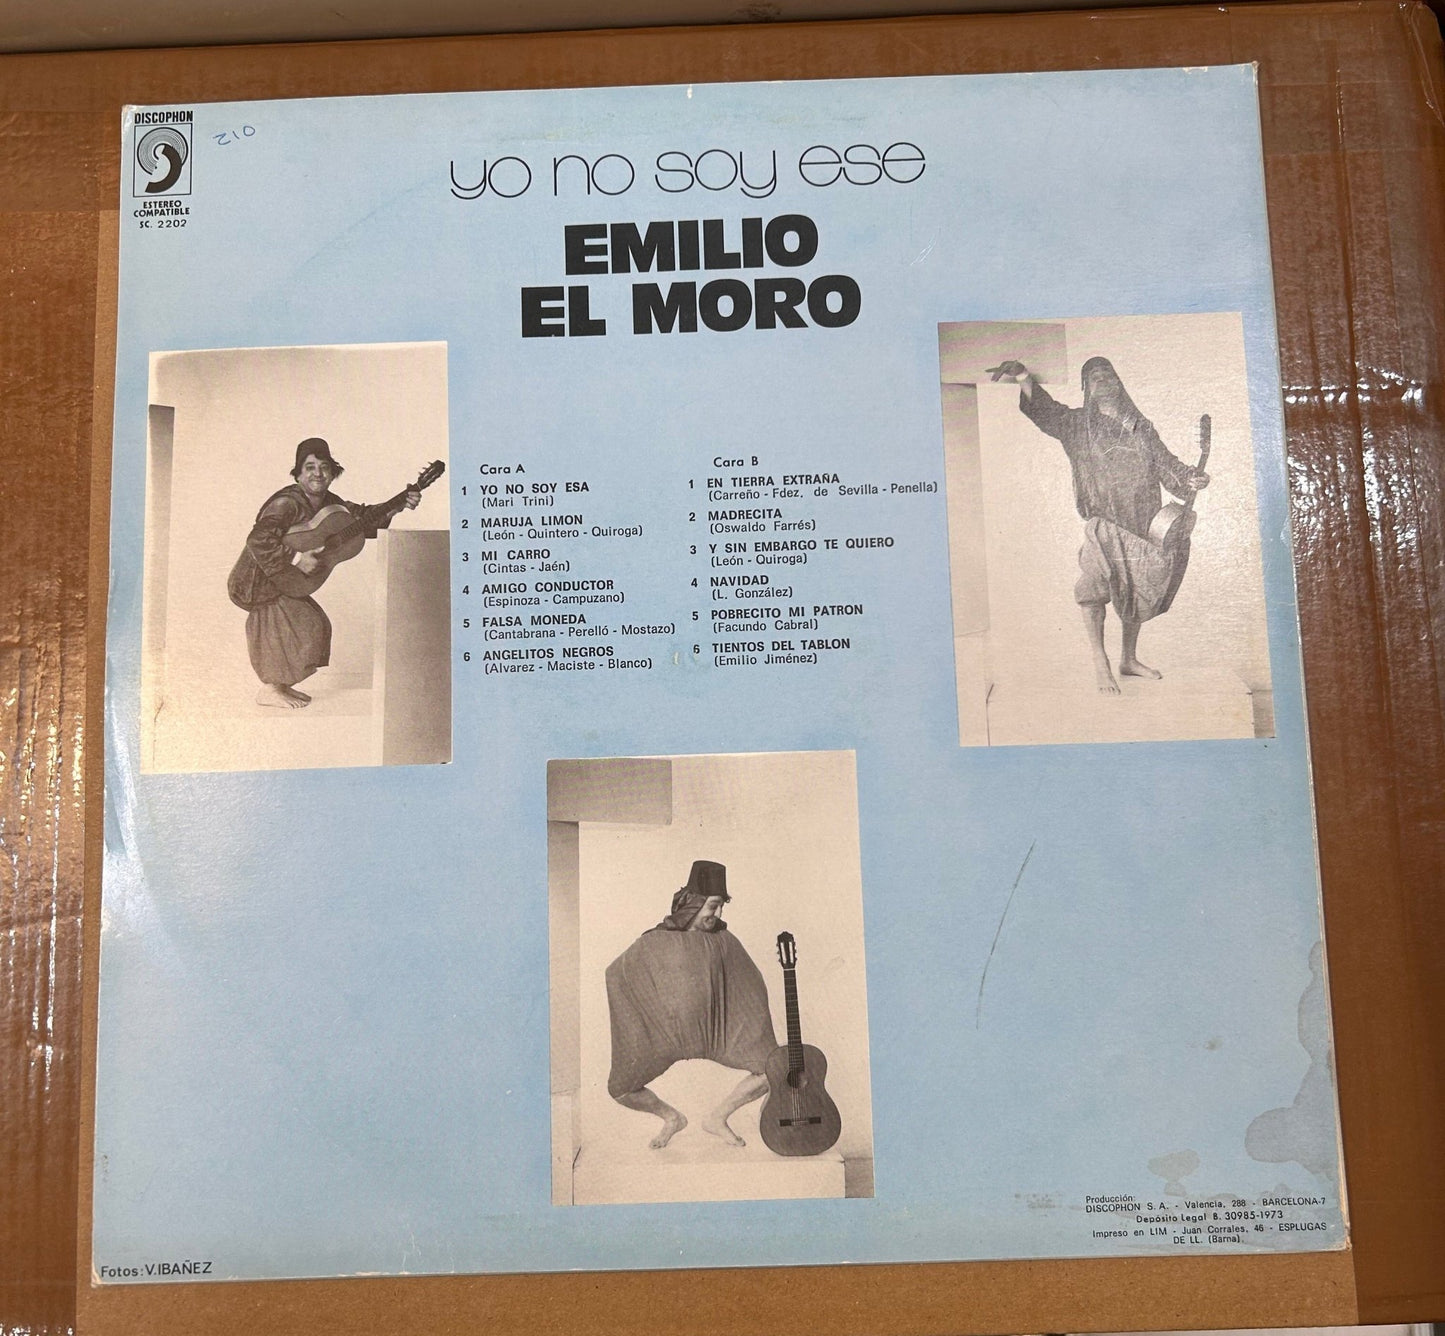 DISCOPHON
ESTEREO
COMPATIBLE
SC. 2202
210
yo no soy ese
EMILIO
EL MORO
Cara A
1 YO NO SOY ESA
(Mari Trini)
2 MARUJA LIMON
(León - Quintero - Quiroga)
3 MI CARRO
(Cintas - Jaén)
4 AMIGO CONDUCTOR
(Espinoza - Campuzano)
5 FALSA MONEDA
(Cantabrana - Perelló - Mostazo)
6 ANGELITOS NEGROS
(Alvarez - Maciste - Blanco)
Cara B
1 EN TIERRA EXTRAÑA
(Carreño - Fdez. de Sevilla - Penella)
2 MADRECITA
(Oswaldo Farrés)
3 Y SIN EMBARGO TE QUIERO
(León - Quiroga)
4 NAVIDAD
(L. González)
5 POBRECITO MI PATRON
(Facundo Cabral)
6 TIENTOS DEL TABLON
(Emilio Jiménez)
Fotos: V.IBAÑEZ
Producción:
DISCOPHON S.A. - Valencia, 288 - BARCELONA-7
Depósito Legal B. 30985-1973
Impreso en LIM - Juan Corrales, 46 - ESPLUGAS
DE LL. (Barna).